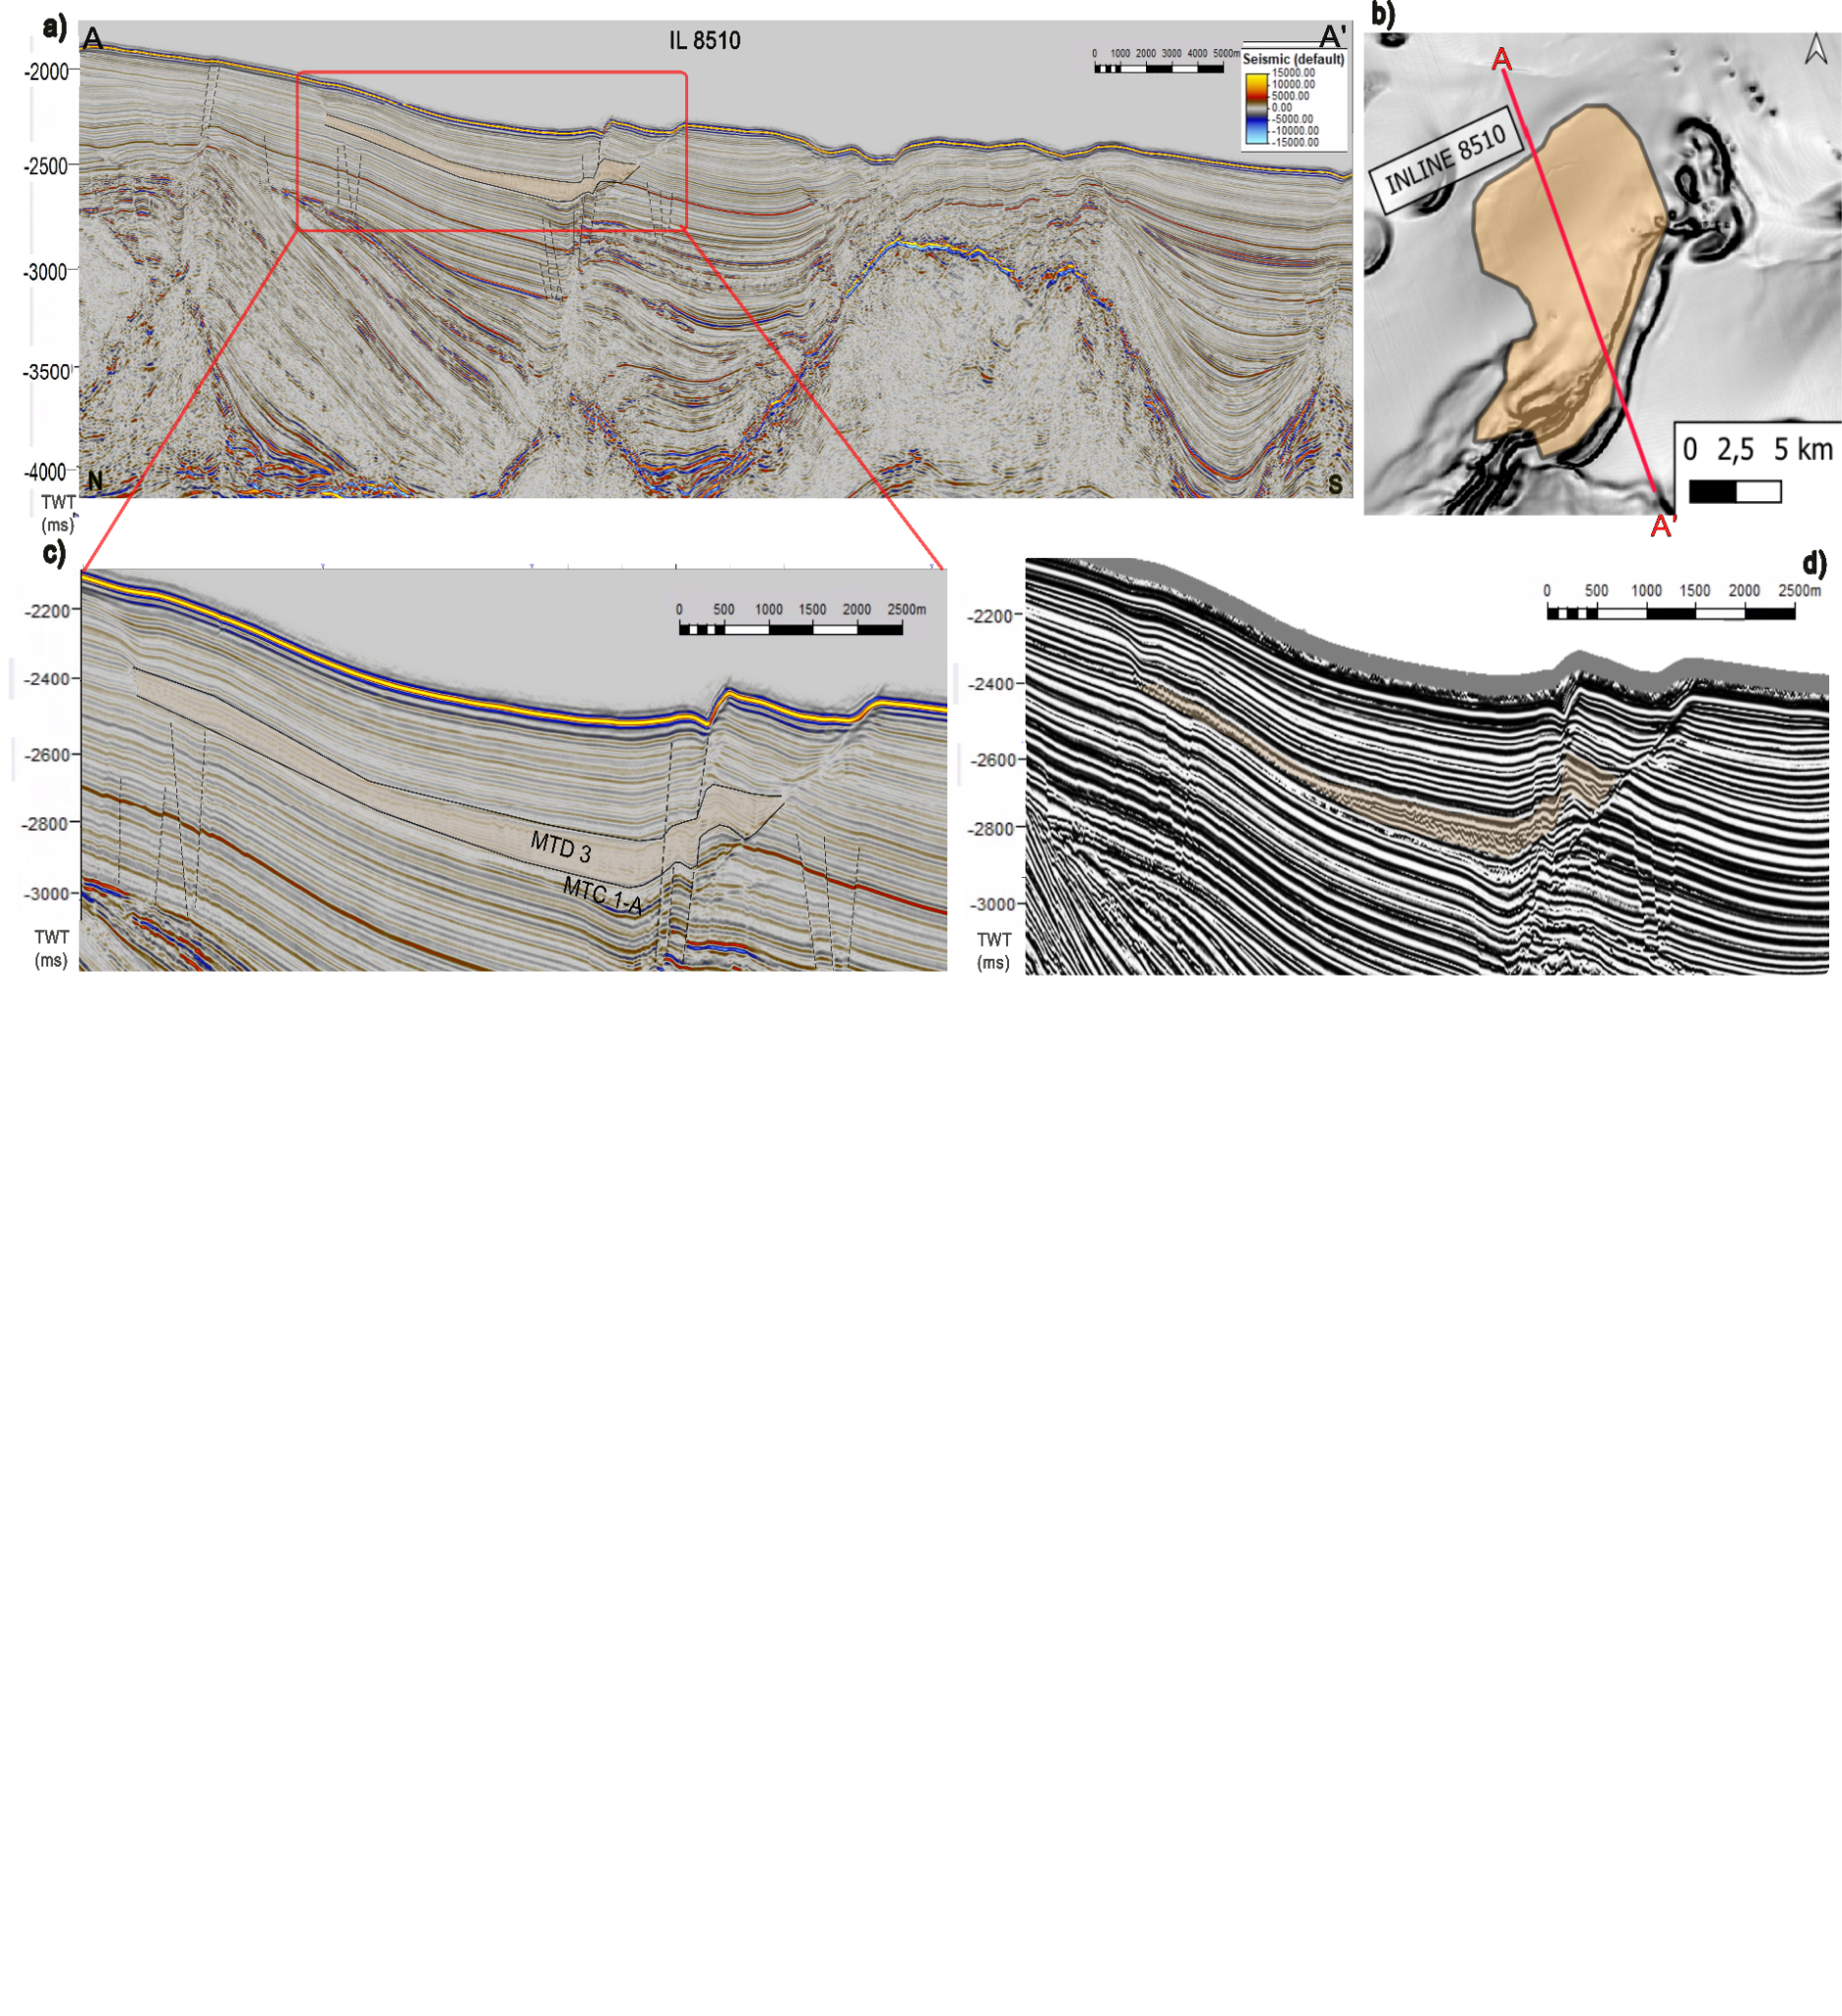 a)
A
IL 8510
A'
0 1000 2000 3000 4000 5000m
Seismic (default)
15000.00
10000.00
5000.00
0.00
-5000.00
-10000.00
-15000.00
-2000
-2500
-3000
-3500
-4000
TWT
(ms)
N
S
b)
A
INLINE 8510
0 2,5 5 km
A'
c)
0 500 1000 1500 2000 2500m
-2200
-2400
-2600
-2800
-3000
TWT
(ms)
MTD 3
MTC 1-A
d)
0 500 1000 1500 2000 2500m
-2200
-2400
-2600
-2800
-3000
TWT
(ms)